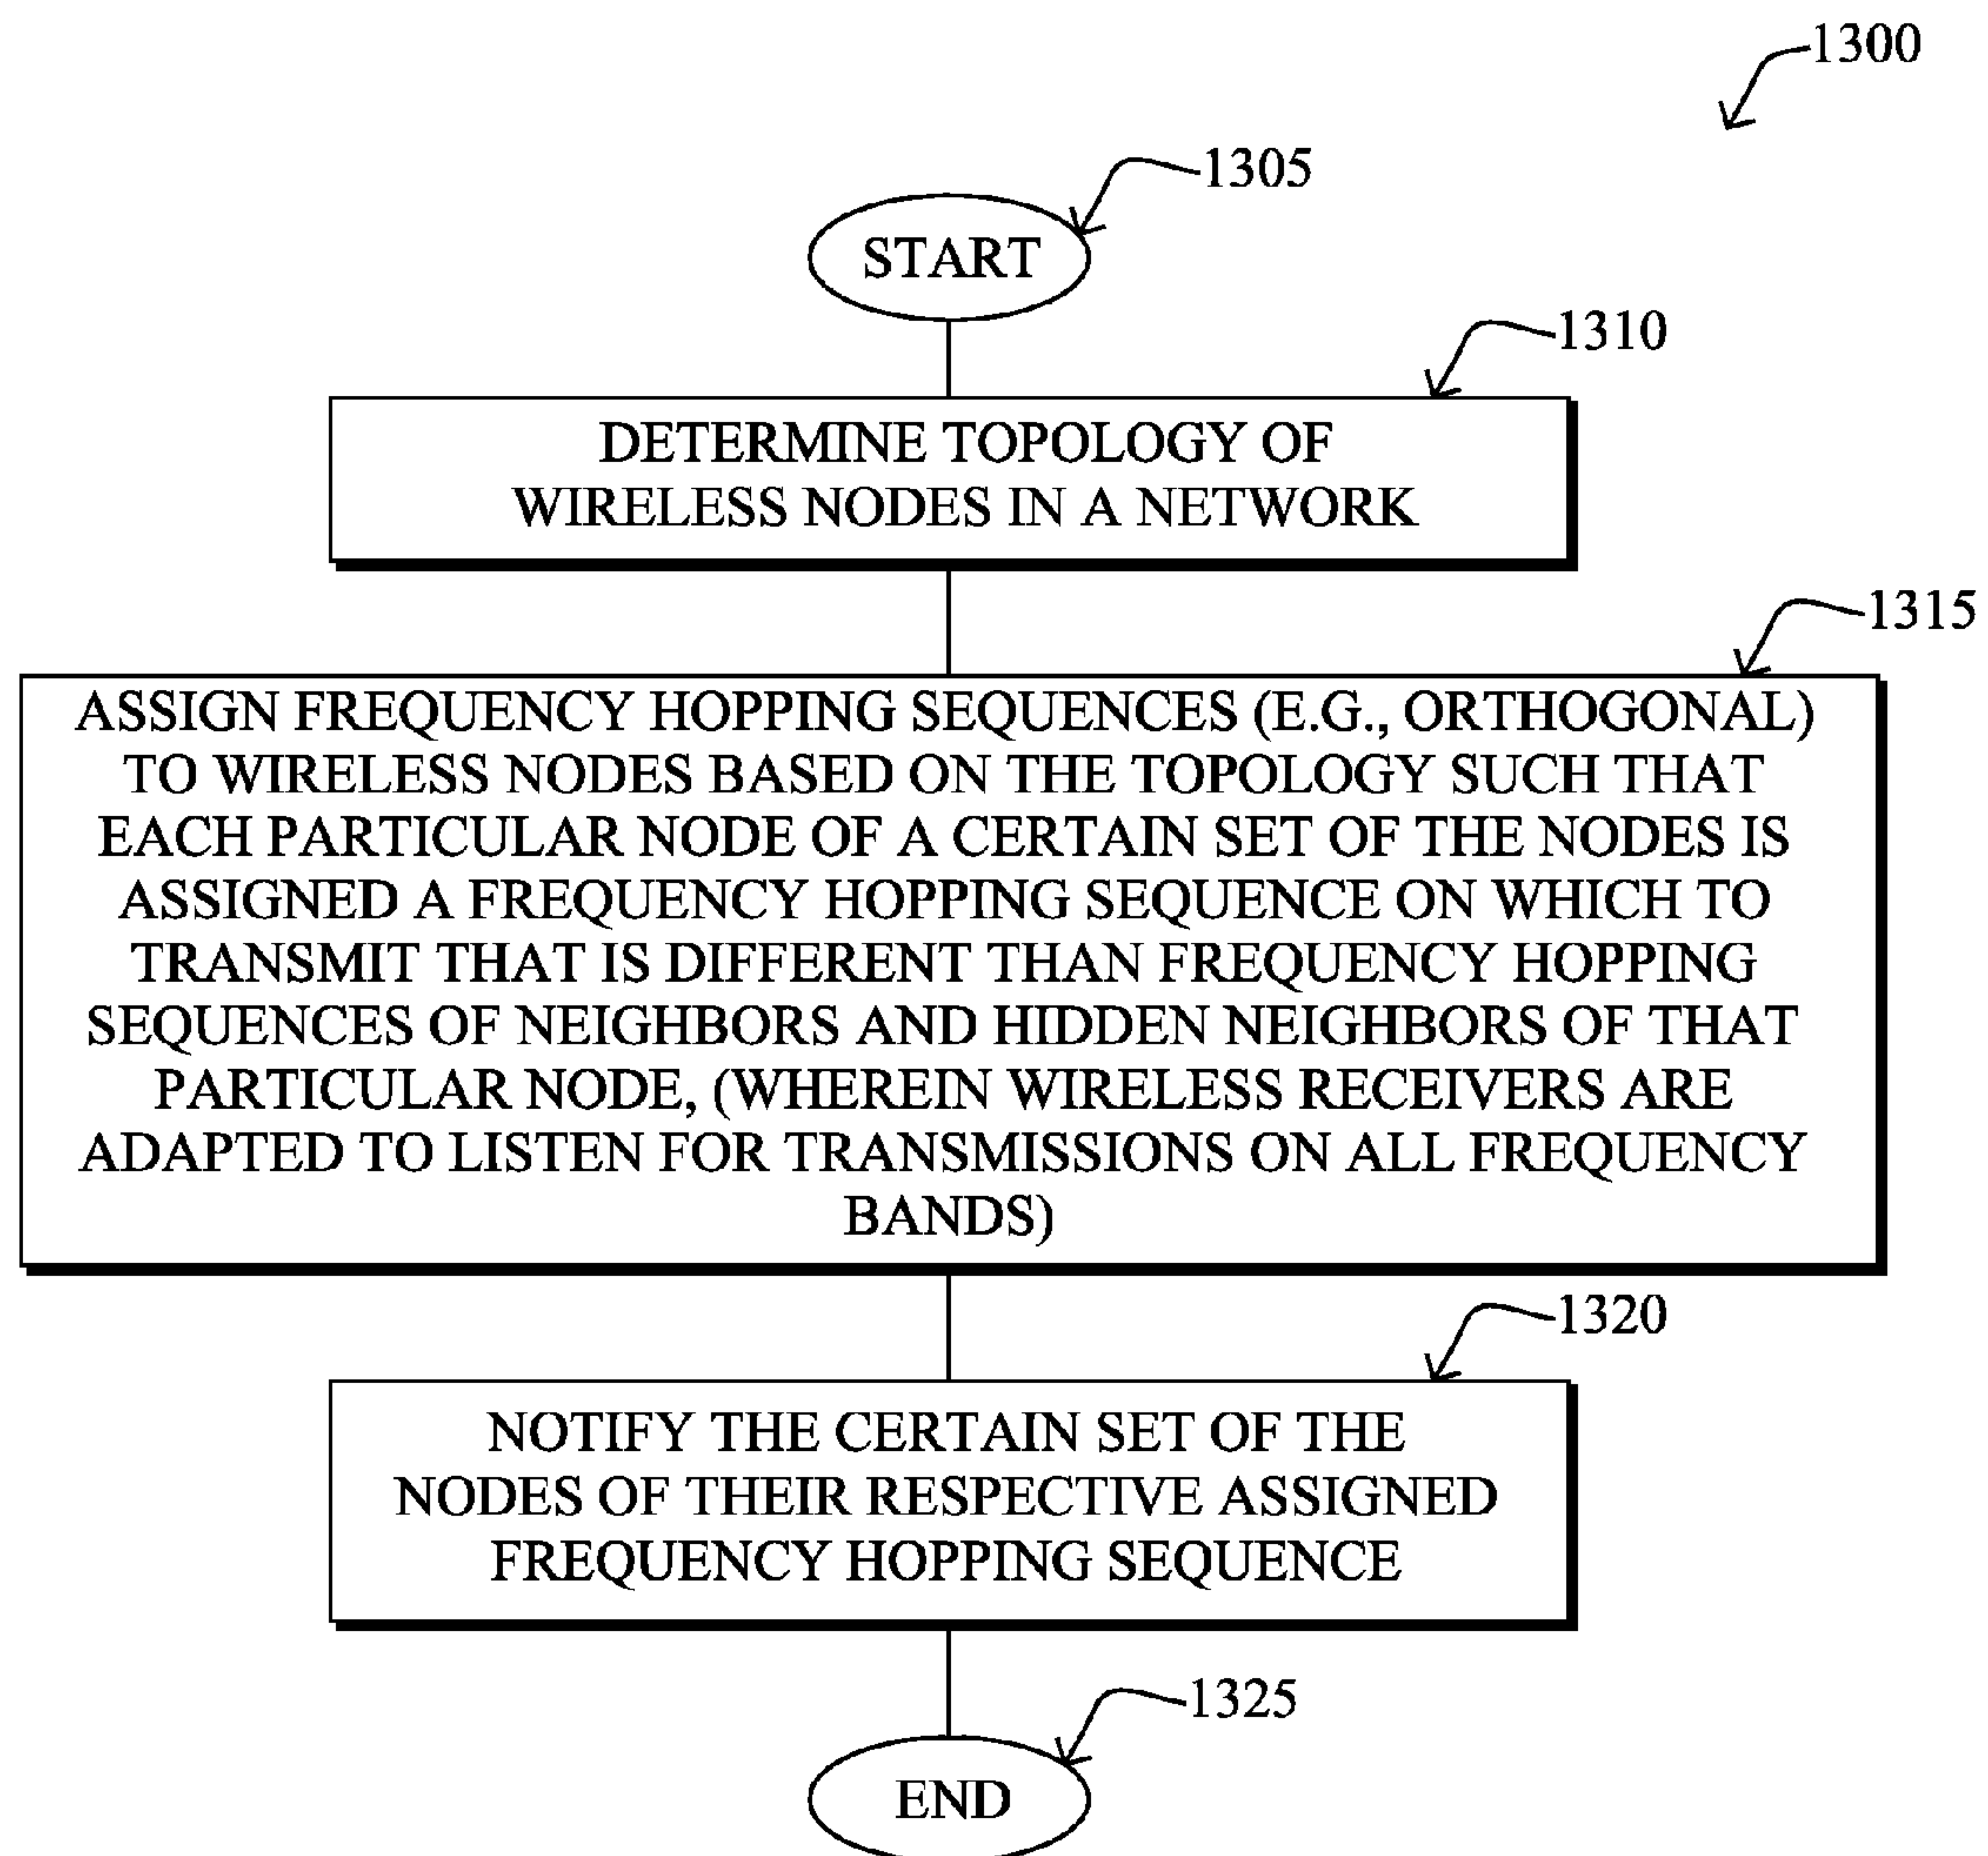 1300
1305
START
1310
DETERMINE TOPOLOGY OF
WIRELESS NODES IN A NETWORK
1315
ASSIGN FREQUENCY HOPPING SEQUENCES (E.G., ORTHOGONAL)
TO WIRELESS NODES BASED ON THE TOPOLOGY SUCH THAT
EACH PARTICULAR NODE OF A CERTAIN SET OF THE NODES IS
ASSIGNED A FREQUENCY HOPPING SEQUENCE ON WHICH TO
TRANSMIT THAT IS DIFFERENT THAN FREQUENCY HOPPING
SEQUENCES OF NEIGHBORS AND HIDDEN NEIGHBORS OF THAT
PARTICULAR NODE, (WHEREIN WIRELESS RECEIVERS ARE
ADAPTED TO LISTEN FOR TRANSMISSIONS ON ALL FREQUENCY
BANDS)
1320
NOTIFY THE CERTAIN SET OF THE
NODES OF THEIR RESPECTIVE ASSIGNED
FREQUENCY HOPPING SEQUENCE
1325
END